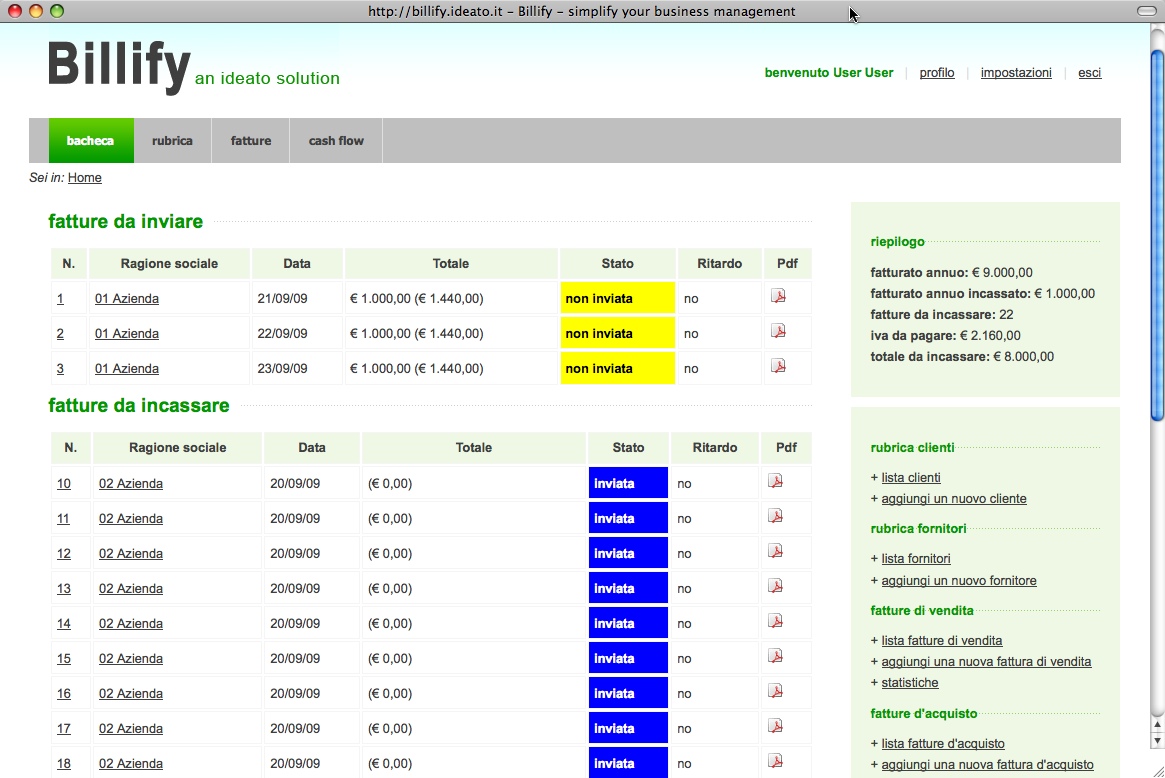 http://billify.ideato.it – Billify – simplify your business management
Billify an ideato solution
benvenuto User User | profilo | impostazioni | esci
bacheca rubrica fatture cash flow
Sei in: Home
fatture da inviare
N. Ragione sociale Data Totale Stato Ritardo Pdf
1 01 Azienda 21/09/09 € 1.000,00 (€ 1.440,00) non inviata no
2 01 Azienda 22/09/09 € 1.000,00 (€ 1.440,00) non inviata no
3 01 Azienda 23/09/09 € 1.000,00 (€ 1.440,00) non inviata no
fatture da incassare
N. Ragione sociale Data Totale Stato Ritardo Pdf
10 02 Azienda 20/09/09 (€ 0,00) inviata no
11 02 Azienda 20/09/09 (€ 0,00) inviata no
12 02 Azienda 20/09/09 (€ 0,00) inviata no
13 02 Azienda 20/09/09 (€ 0,00) inviata no
14 02 Azienda 20/09/09 (€ 0,00) inviata no
15 02 Azienda 20/09/09 (€ 0,00) inviata no
16 02 Azienda 20/09/09 (€ 0,00) inviata no
17 02 Azienda 20/09/09 (€ 0,00) inviata no
18 02 Azienda 20/09/09 (€ 0,00) inviata no
riepilogo
fatturato annuo: € 9.000,00
fatturato annuo incassato: € 1.000,00
fatture da incassare: 22
iva da pagare: € 2.160,00
totale da incassare: € 8.000,00
rubrica clienti
+ lista clienti
+ aggiungi un nuovo cliente
rubrica fornitori
+ lista fornitori
+ aggiungi un nuovo fornitore
fatture di vendita
+ lista fatture di vendita
+ aggiungi una nuova fattura di vendita
+ statistiche
fatture d'acquisto
+ lista fatture d'acquisto
+ aggiungi una nuova fattura d'acquisto